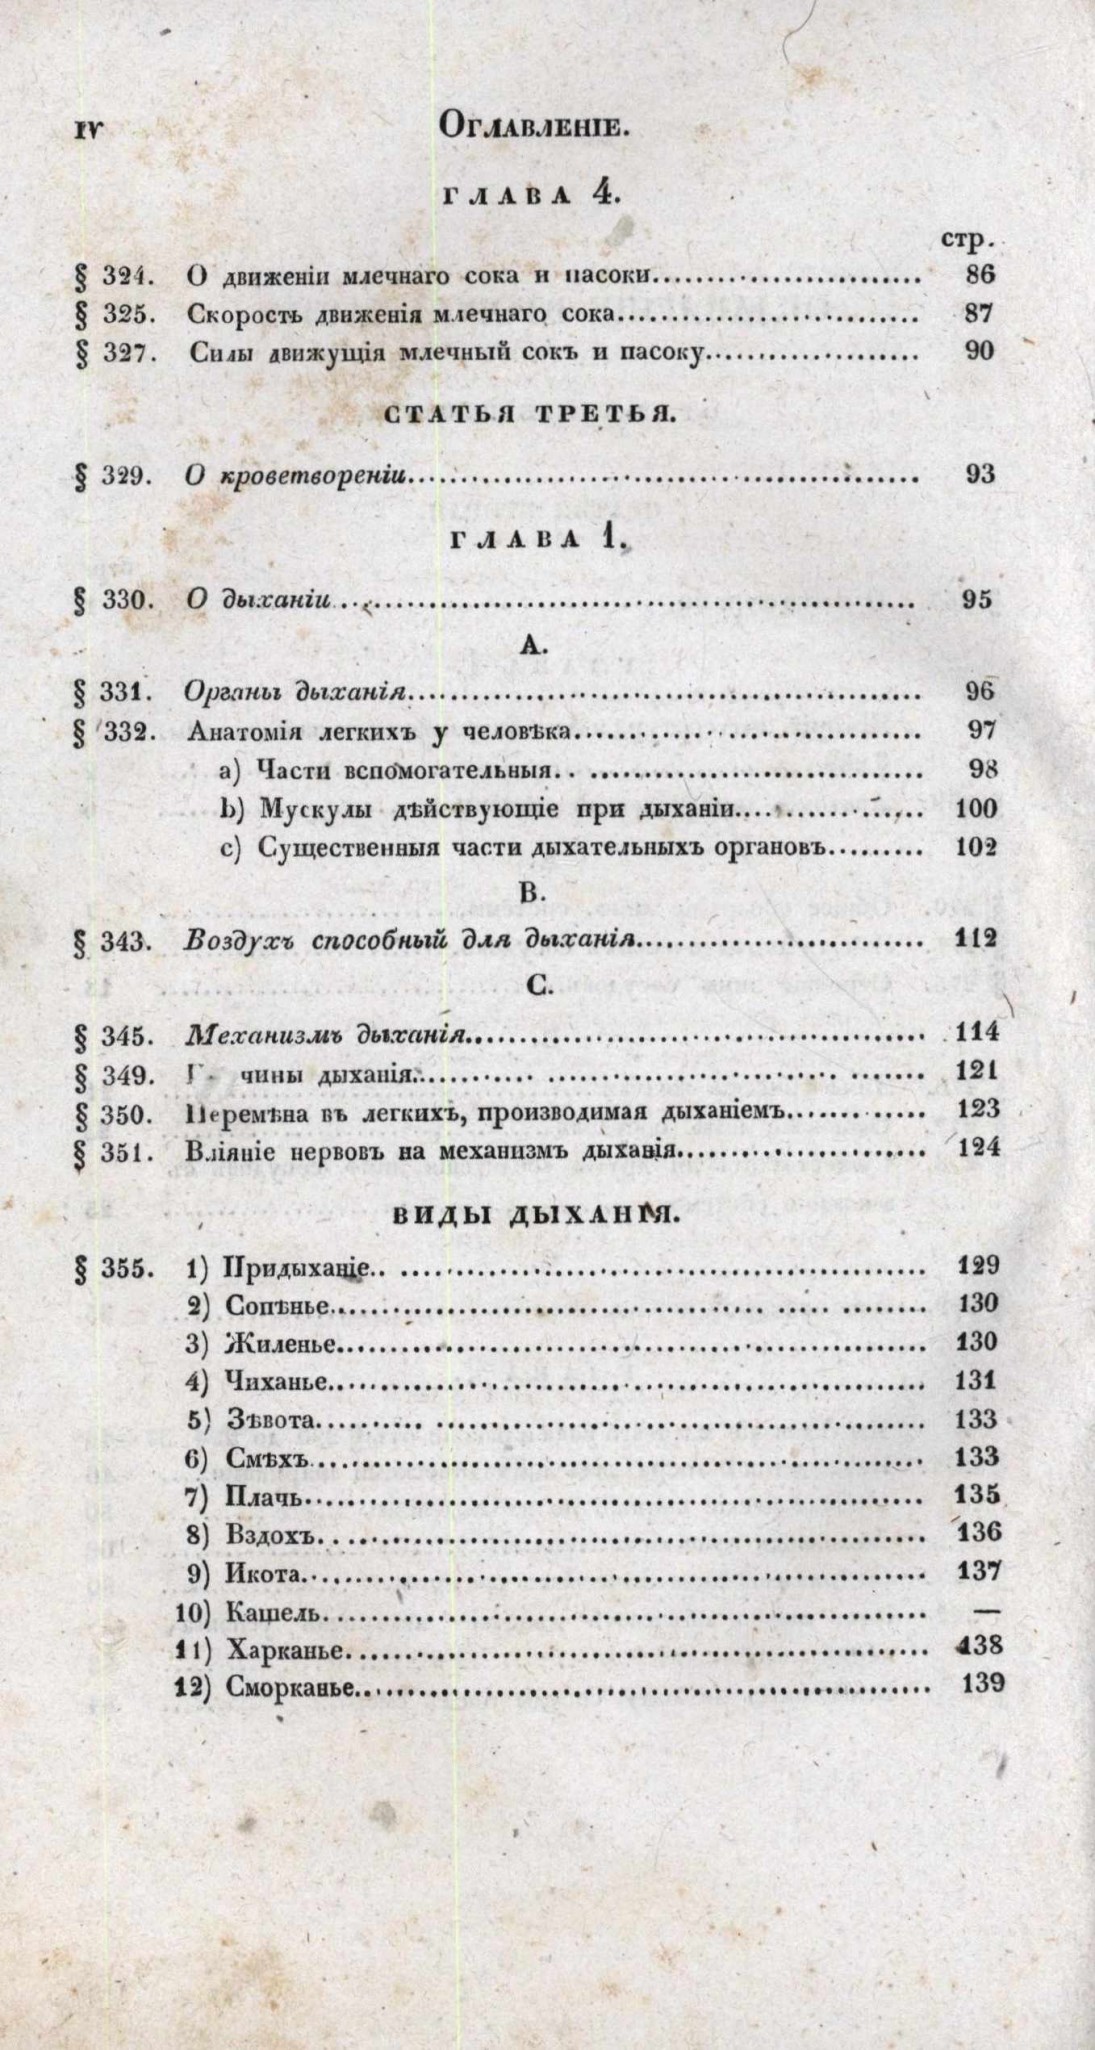 IV Оглавленіе.
ГЛАВА 4.
стр.
§ 324. О движеніи млечнаго сока и пасоки........................... 86
§ 325. Скорость движенія млечнаго сока............................. 87
§ 327. Силы движущія млечный сокъ и пасоку.................... 90
СТАТЬЯ ТРЕТЬЯ.
§ 329. О кроветвореніи................................................ 93
ГЛАВА 1.
§ 330. О дыханіи....................................................... 95
A.
§ 331. Органы дыханія................................................ 96
§ 332. Анатомія легкихъ у человѣка................................. 97
a) Части вспомогательныя................................. 98
b) Мускулы дѣйствующіе при дыханіи................... 100
c) Существенныя части дыхательныхъ органовъ......... 102
B.
§ 343. Воздухъ способный для дыханія............................ 112
C.
§ 345. Механизмъ дыханія............................................. 114
§ 349. чины дыханія.............................................. 121
§ 350. Перемѣна въ легкихъ, производимая дыханіемъ............ 123
§ 351. Вліяніе нервовъ на механизмъ дыханія........................ 124
ВИДЫ ДЫХАНІЯ.
§ 355. 1) Придыханіе................................................... 129
2) Сопѣнье...................................................... 130
3) Жиленье..................................................... 130
4) Чиханье...................................................... 131
5) Зѣвота....................................................... 133
6) Смѣхъ....................................................... 133
7) Плачь........................................................ 135
8) Вздохъ....................................................... 136
9) Икота........................................................ 137
10) Кашель...................................................... —
11) Харканье.................................................... 138
12) Сморканье................................................... 139